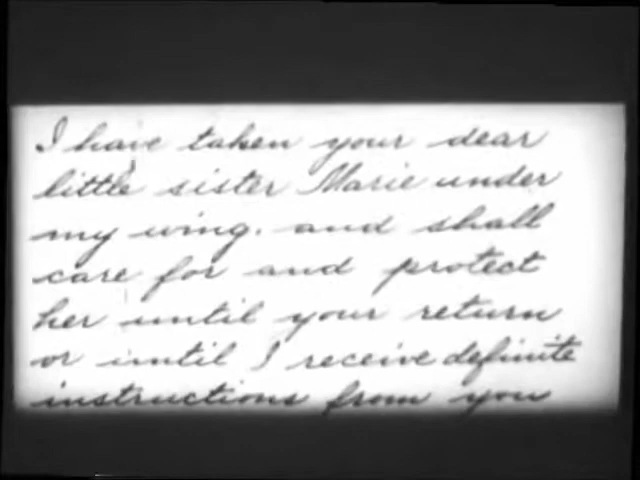 I have taken your dear
little sister Marie under
my wing. and shall
care for and protect
her until your return
or until I receive definite
instructions from you